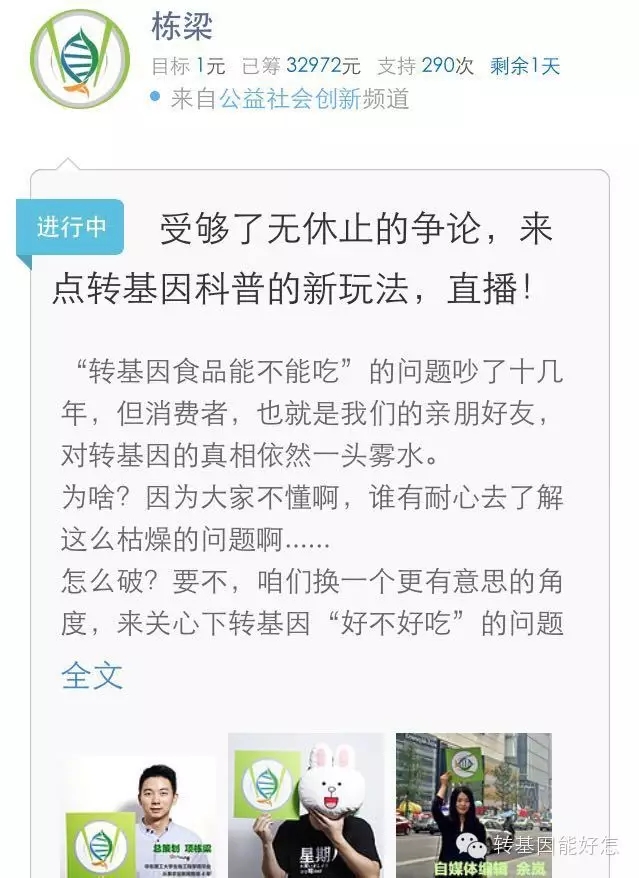 栋梁
目标 1元 已筹 32972元 支持 290次 剩余1天
来自公益社会创新频道
进行中 受够了无休止的争论，来
点转基因科普的新玩法，直播！
“转基因食品能不能吃”的问题吵了十几
年，但消费者，也就是我们的亲朋好友，
对转基因的真相依然一头雾水。
为啥？因为大家不懂啊，谁有耐心去了解
这么枯燥的问题啊......
怎么破？要不，咱们换一个更有意思的角
度，来关心下转基因“好不好吃”的问题
全文
总策划 项栋梁
星期八
自媒体编辑 余岚
转基因能好怎